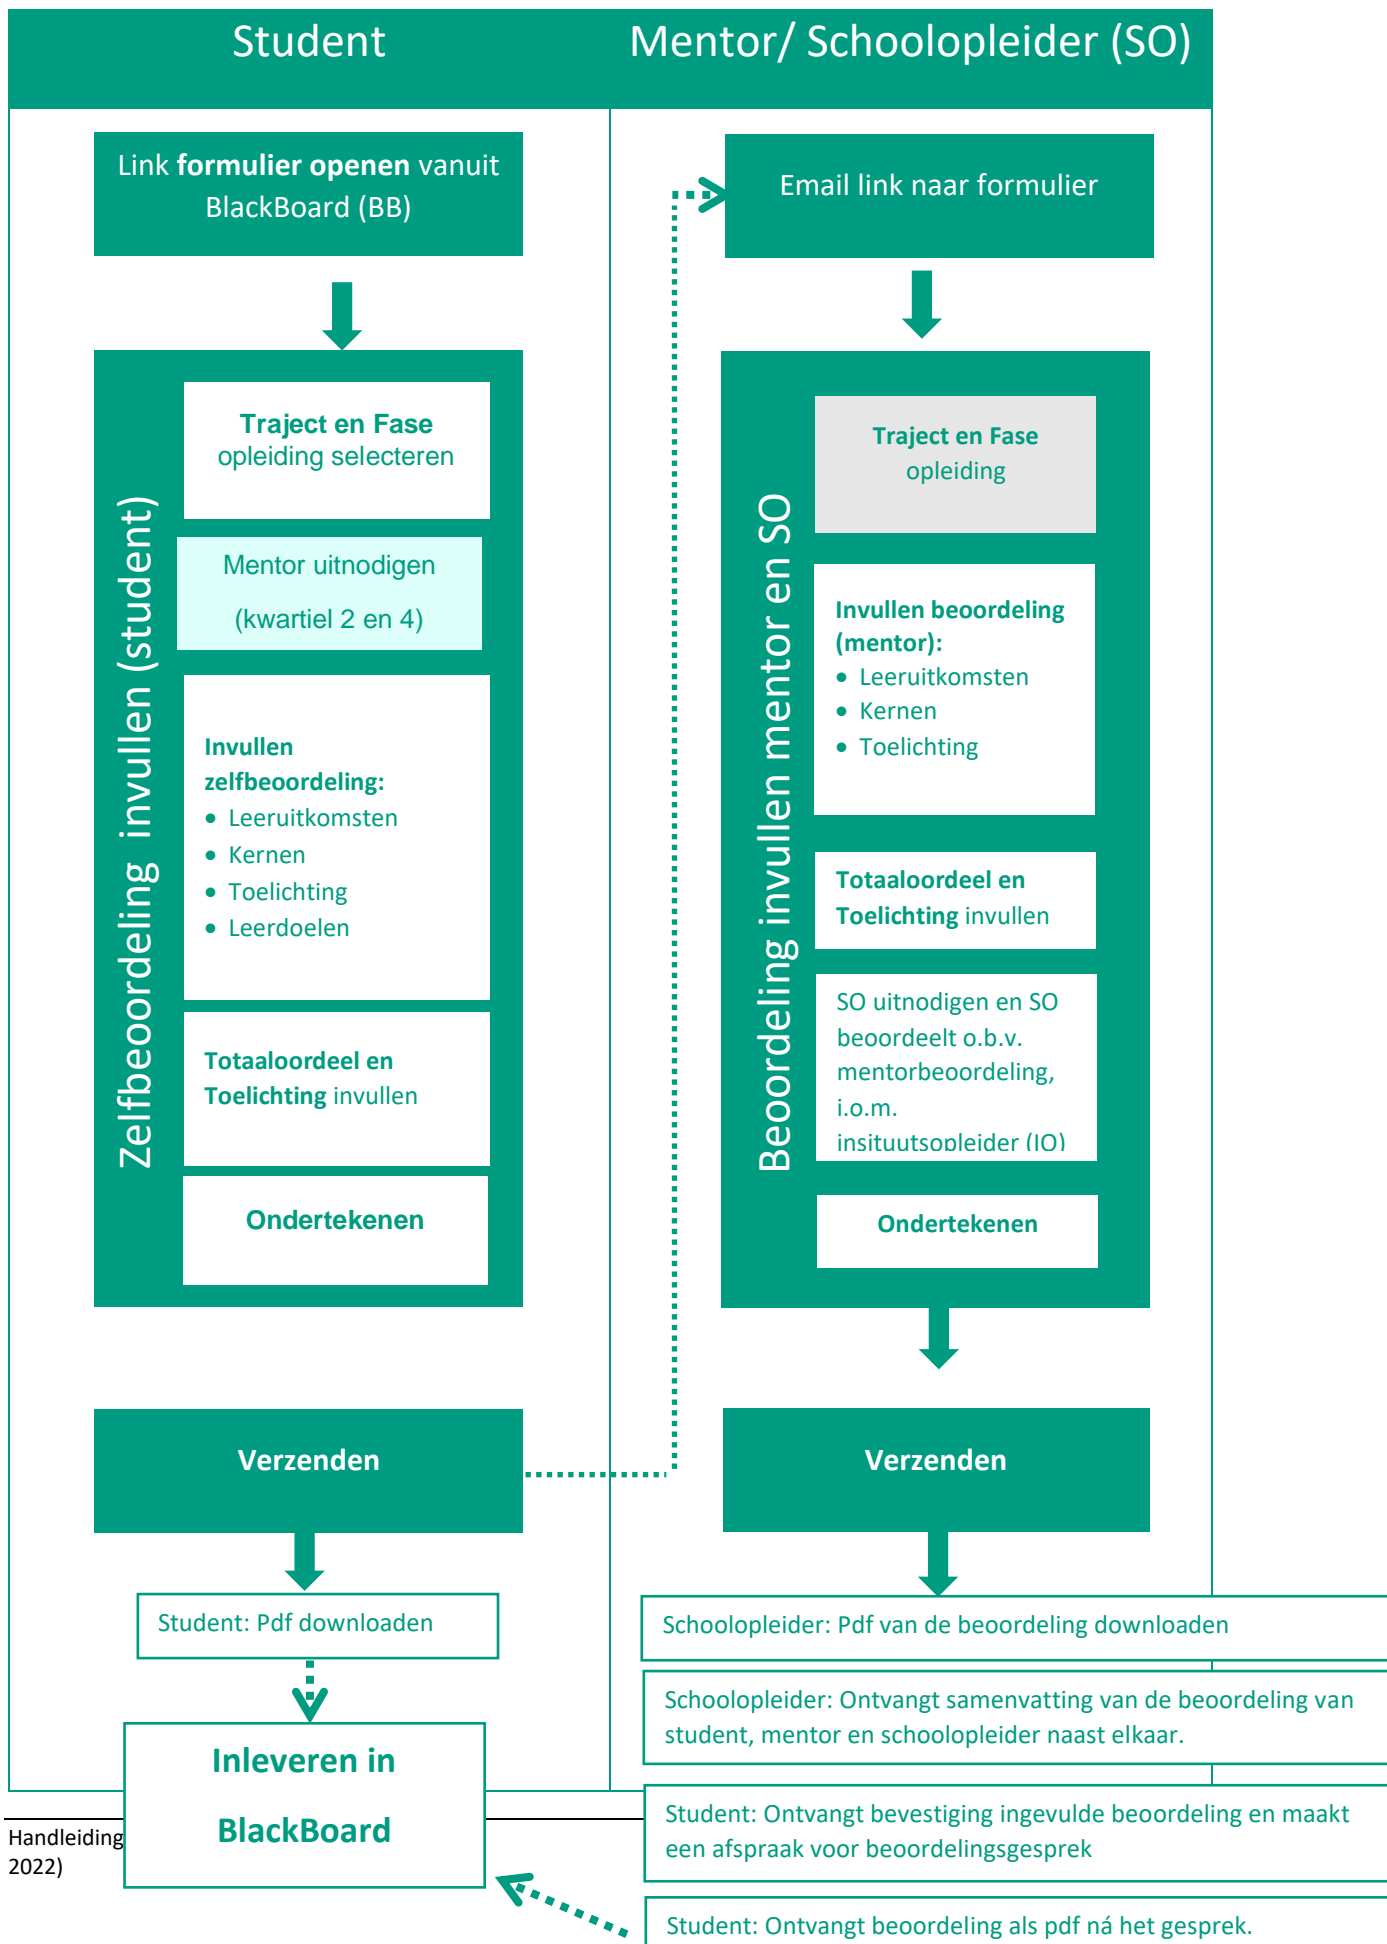 Student
Mentor/ Schoolopleider (SO)
Link formulier openen vanuit
BlackBoard (BB)
Zelfbeoordeling invullen (student)
Traject en Fase
opleiding selecteren
Mentor uitnodigen
(kwartiel 2 en 4)
Invullen
zelfbeoordeling:
• Leeruitkomsten
• Kernen
• Toelichting
• Leerdoelen
Totaaloordeel en
Toelichting invullen
Ondertekenen
Verzenden
Student: Pdf downloaden
Inleveren in
BlackBoard
Email link naar formulier
Beoordeling invullen mentor en SO
Traject en Fase
opleiding
Invullen beoordeling
(mentor):
• Leeruitkomsten
• Kernen
• Toelichting
Totaaloordeel en
Toelichting invullen
SO uitnodigen en SO
beoordeelt o.b.v.
mentorbeoordeling,
i.o.m.
insituutsopleider (IO)
Ondertekenen
Verzenden
Schoolopleider: Pdf van de beoordeling downloaden
Schoolopleider: Ontvangt samenvatting van de beoordeling van
student, mentor en schoolopleider naast elkaar.
Student: Ontvangt bevestiging ingevulde beoordeling en maakt
een afspraak voor beoordelingsgesprek
Student: Ontvangt beoordeling als pdf ná het gesprek.
Handleiding
2022)